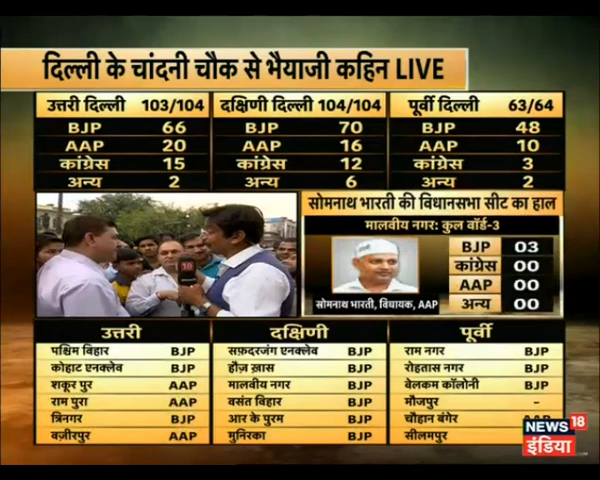 दिल्ली के चांदनी चौक से भैयाजी कहिन LIVE
उत्तरी दिल्ली 103/104
BJP 66
AAP 20
कांग्रेस 15
अन्य 2
दक्षिणी दिल्ली 104/104
BJP 70
AAP 16
कांग्रेस 12
अन्य 6
पूर्वी दिल्ली 63/64
BJP 48
AAP 10
कांग्रेस 3
अन्य 2
18
सोमनाथ भारती की विधानसभा सीट का हाल
मालवीय नगर: कुल वॉर्ड-3
BJP 03
कांग्रेस 00
AAP 00
अन्य 00
सोमनाथ भारती, विधायक, AAP
उत्तरी
पश्चिम विहार BJP
कोहाट एनक्लेव BJP
शकूर पुर AAP
राम पुरा AAP
त्रिनगर BJP
वज़ीरपुर AAP
दक्षिणी
सफ़दरजंग एनक्लेव BJP
हौज़ ख़ास BJP
मालवीय नगर BJP
वसंत विहार BJP
आर के पुरम BJP
मुनिरका BJP
पूर्वी
राम नगर BJP
रोहतास नगर BJP
वेलकम कॉलोनी BJP
मौजपुर -
चौहान बंगेर
सीलमपुर
NEWS18
इंडिया